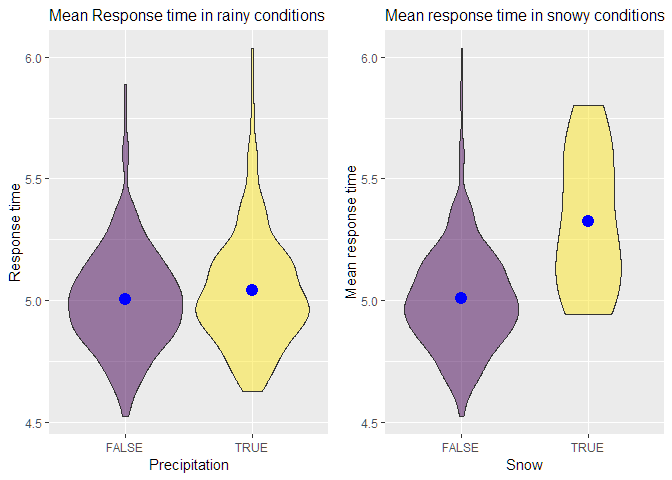 Mean Response time in rainy conditions
Response time
6.0
5.5
5.0
4.5
FALSE TRUE
Precipitation
Mean response time in snowy conditions
Mean response time
6.0
5.5
5.0
4.5
FALSE TRUE
Snow